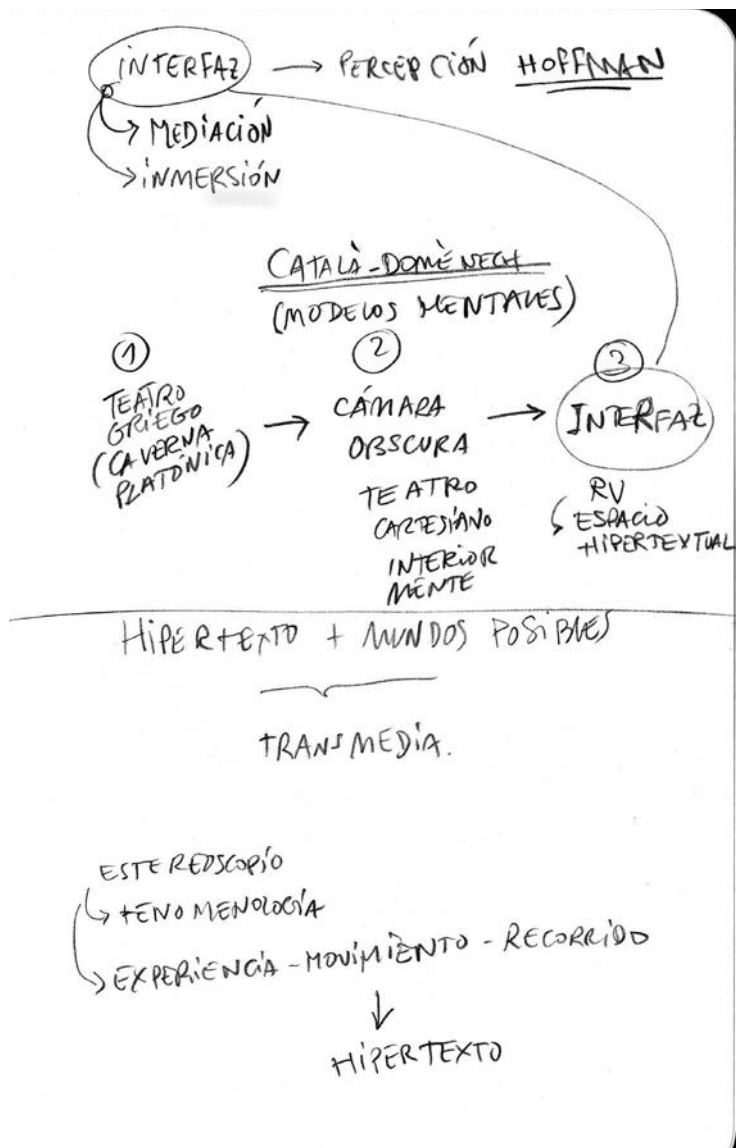 INTERFAZ → PERCEPCIÓN HOFFMAN
→ MEDIACIÓN
→ INMERSIÓN
CATALÀ-DOMÈNECH
(MODELOS MENTALES)
①
TEATRO
GRIEGO
(CAVERNA
PLATÓNICA)
→
②
CÁMARA
OBSCURA
TEATRO
CARTESIANO
INTERIOR
MENTE
→
③
INTERFAZ
RV
ESPACIO
HIPERTEXTUAL
HIPERTEXTO + MUNDOS POSIBLES
TRANSMEDIA.
ESTEREOSCOPIO
→ FENOMENOLOGÍA
→ EXPERIENCIA - MOVIMIENTO - RECORRIDO
↓
HIPERTEXTO